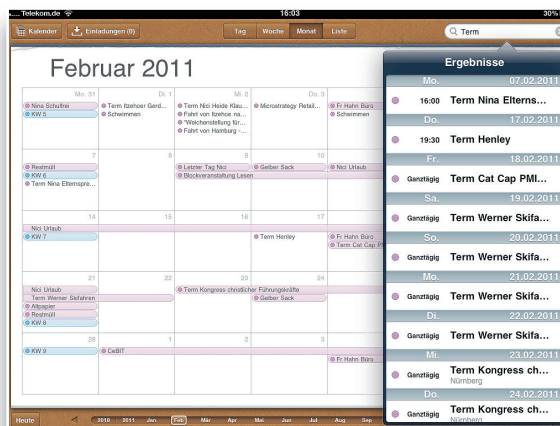 Telekom.de
16:03
30%
Kalender
Einladungen (0)
Tag
Woche
Monat
Liste
Term
Februar 2011
Mo. 31
Di. 1
Mi. 2
Do. 3
Nina Schulfrei
KW 5
Term Itzehoer Gerd...
Schwimmen
Term Nici Heide Klau...
Fahrt von Itzehoe na...
"Weichenstellung für...
Fahrt von Hamburg -...
Microstrategy Retail...
Fr Hahn Büro
Schwimmen
7
8
9
10
Restmüll
KW 6
Term Nina Elternspre...
Letzter Tag Nici
Blockveranstaltung Lesen
Gelber Sack
Nici Urlaub
14
15
16
17
Nici Urlaub
KW 7
Term Henley
Fr Hahn Büro
Term Cat Cap P
21
22
23
24
Nici Urlaub
Term Werner Skifahren
Altpapier
Restmüll
KW 8
Term Kongress christlicher Führungskräfte
Gelber Sack
28
1
2
3
KW 9
CeBIT
Fr Hahn Büro
Ergebnisse
Mo. 07.02.2011
16:00 Term Nina Elterns...
Do. 17.02.2011
19:30 Term Henley
Fr. 18.02.2011
Ganztägig Term Cat Cap PMI...
Sa. 19.02.2011
Ganztägig Term Werner Skifa...
So. 20.02.2011
Ganztägig Term Werner Skifa...
Mo. 21.02.2011
Ganztägig Term Werner Skifa...
Di. 22.02.2011
Ganztägig Term Werner Skifa...
Mi. 23.02.2011
Ganztägig Term Kongress ch...
Nürnberg
Do. 24.02.2011
Ganztägig Term Kongress ch...
Nürnberg
Heute
2010 2011 Jan Feb Mär Apr Mai Jun Jul Aug Sep